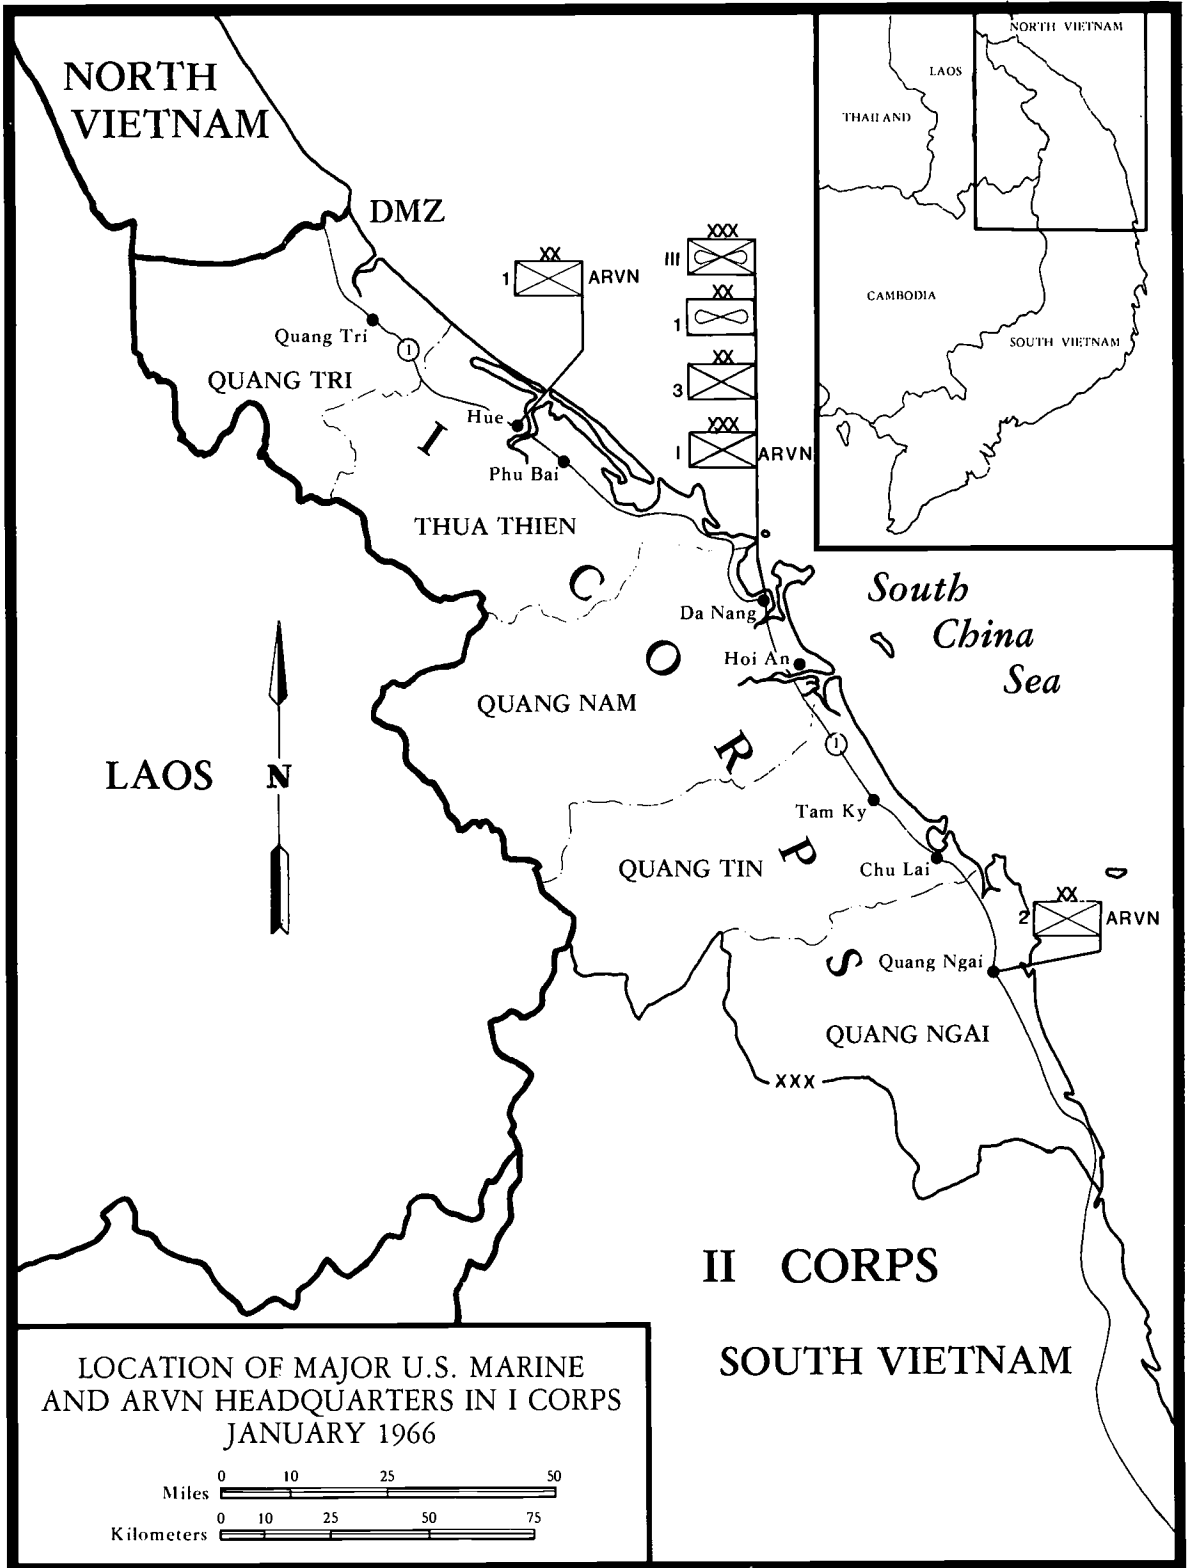 NORTH
VIETNAM
DMZ
XX
1
ARVN
XXX
III
XX
1
XX
3
XXX
I
ARVN
NORTH VIETNAM
LAOS
THAILAND
CAMBODIA
SOUTH VIETNAM
Quang Tri
1
QUANG TRI
Hue
I
Phu Bai
THUA THIEN
C
Da Nang
South
China
Sea
O
Hoi An
QUANG NAM
R
1
LAOS
N
Tam Ky
P
QUANG TIN
Chu Lai
XX
2
ARVN
S
Quang Ngai
QUANG NGAI
XXX
II CORPS
SOUTH VIETNAM
LOCATION OF MAJOR U.S. MARINE
AND ARVN HEADQUARTERS IN I CORPS
JANUARY 1966
0 10 25 50
Miles
0 10 25 50 75
Kilometers